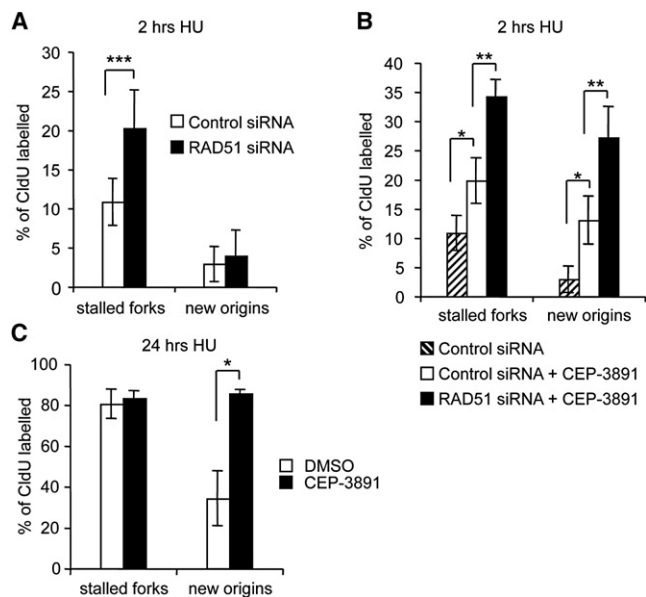 A
2 hrs HU
30
25
20
15
10
5
0
% of CldU labelled
***
Control siRNA
RAD51 siRNA
stalled forks
new origins
B
2 hrs HU
40
35
30
25
20
15
10
5
0
% of CldU labelled
*
**
*
**
stalled forks
new origins
Control siRNA
Control siRNA + CEP-3891
RAD51 siRNA + CEP-3891
C
24 hrs HU
100
80
60
40
20
0
% of CldU labelled
*
DMSO
CEP-3891
stalled forks
new origins